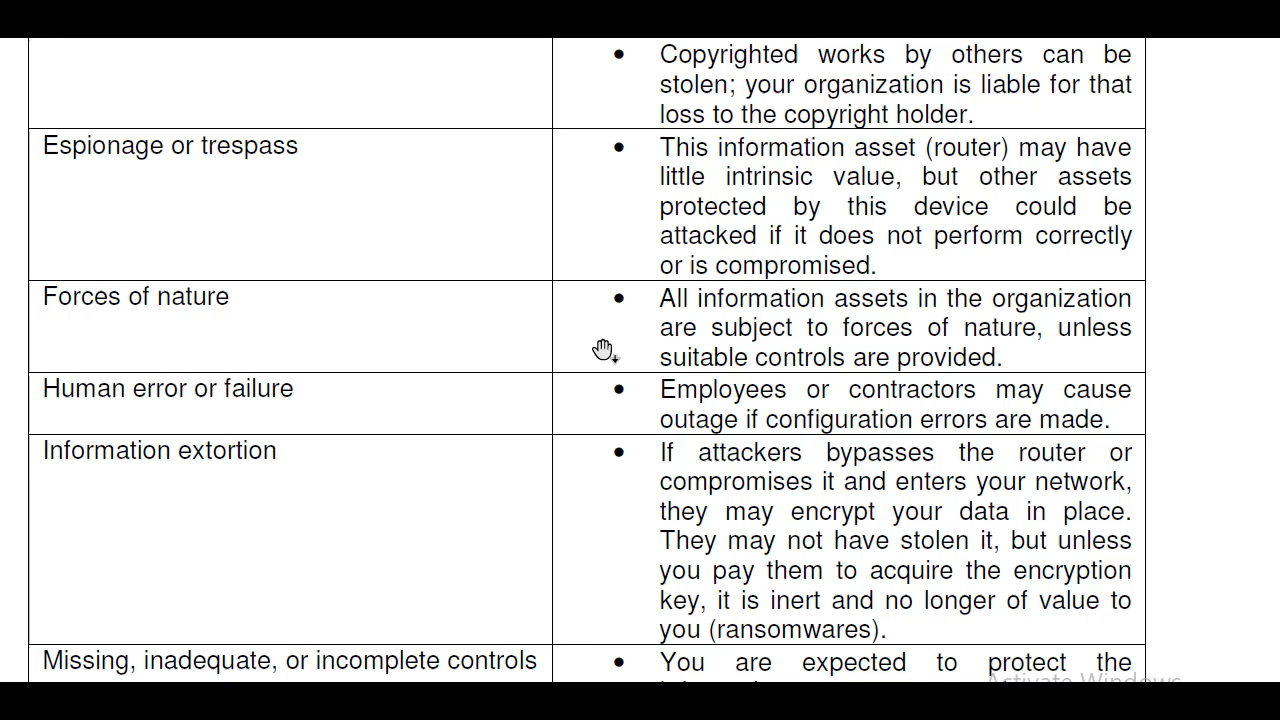 Copyrighted works by others can be
stolen; your organization is liable for that
loss to the copyright holder.
Espionage or trespass
This information asset (router) may have
little intrinsic value, but other assets
protected by this device could be
attacked if it does not perform correctly
or is compromised.
Forces of nature
All information assets in the organization
are subject to forces of nature, unless
suitable controls are provided.
Human error or failure
Employees or contractors may cause
outage if configuration errors are made.
Information extortion
If attackers bypasses the router or
compromises it and enters your network,
they may encrypt your data in place.
They may not have stolen it, but unless
you pay them to acquire the encryption
key, it is inert and no longer of value to
you (ransomwares).
Missing, inadequate, or incomplete controls
You are expected to protect the
Activate Windows